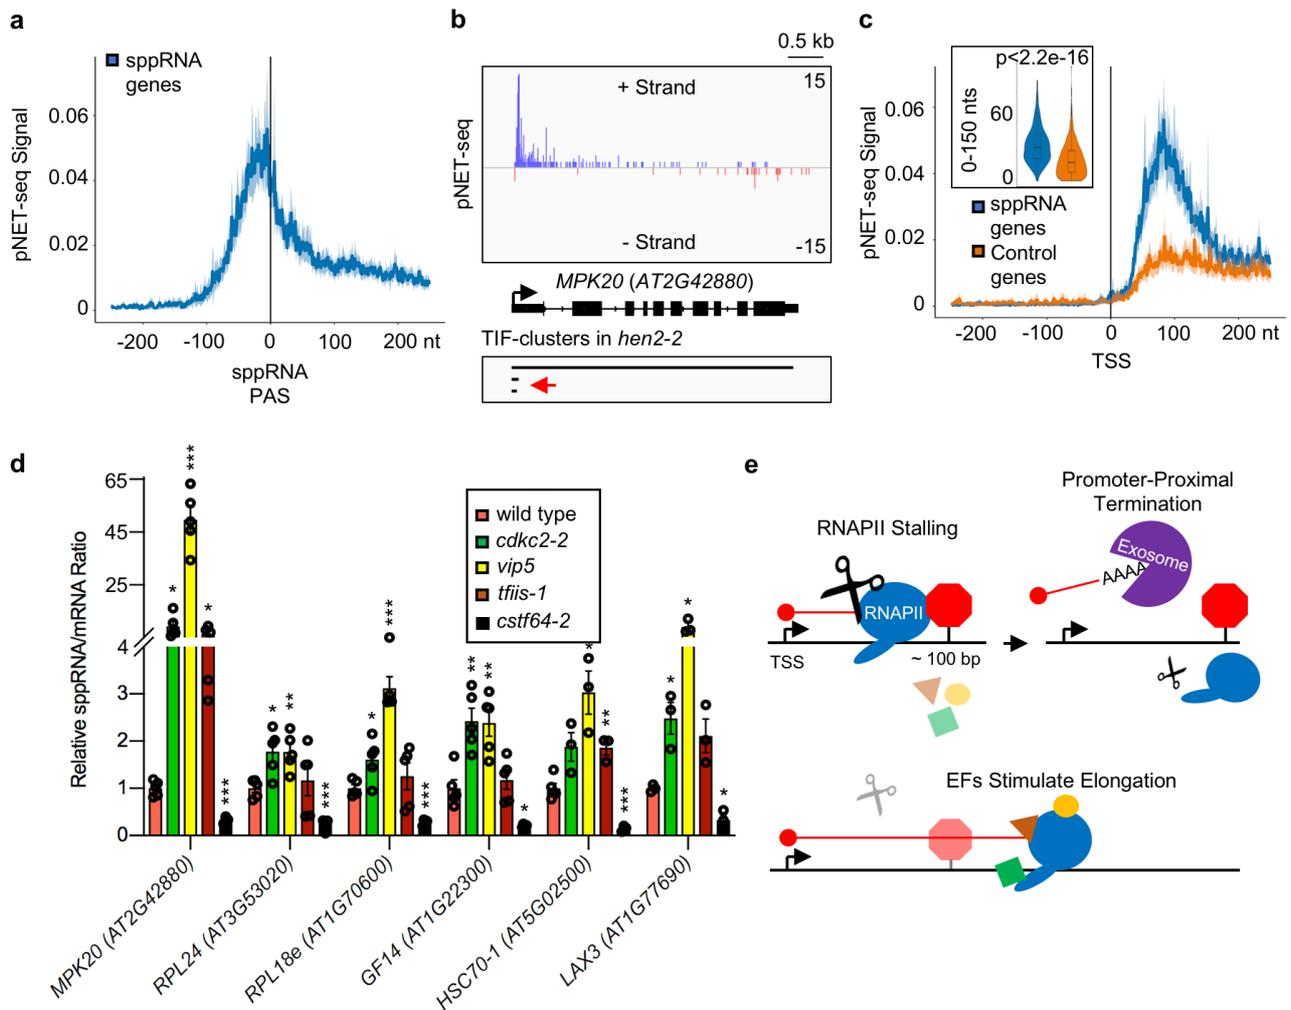 a
sppRNA
genes
pNET-seq Signal
0.06
0.04
0.02
0
-200
-100
0
100
200 nt
sppRNA
PAS
b
0.5 kb
pNET-seq
+ Strand
15
- Strand
-15
MPK20 (AT2G42880)
TIF-clusters in hen2-2
c
pNET-seq Signal
0.06
0.04
0.02
0
p<2.2e-16
0-150 nts
60
0
sppRNA
genes
Control
genes
-200
-100
0
100
200 nt
TSS
d
Relative sppRNA/mRNA Ratio
65
45
25
4
3
2
1
0
wild type
cdkc2-2
vip5
tfiis-1
cstf64-2
*
***
*
***
*
**
***
*
***
***
**
**
*
*
**
***
*
*
*
MPK20 (AT2G42880)
RPL24 (AT3G53020)
RPL18e (AT1G70600)
GF14 (AT1G22300)
HSC70-1 (AT5G02500)
LAX3 (AT1G77690)
e
RNAPII Stalling
RNAPII
TSS
~ 100 bp
Promoter-Proximal
Termination
Exosome
AAAA
EFs Stimulate Elongation